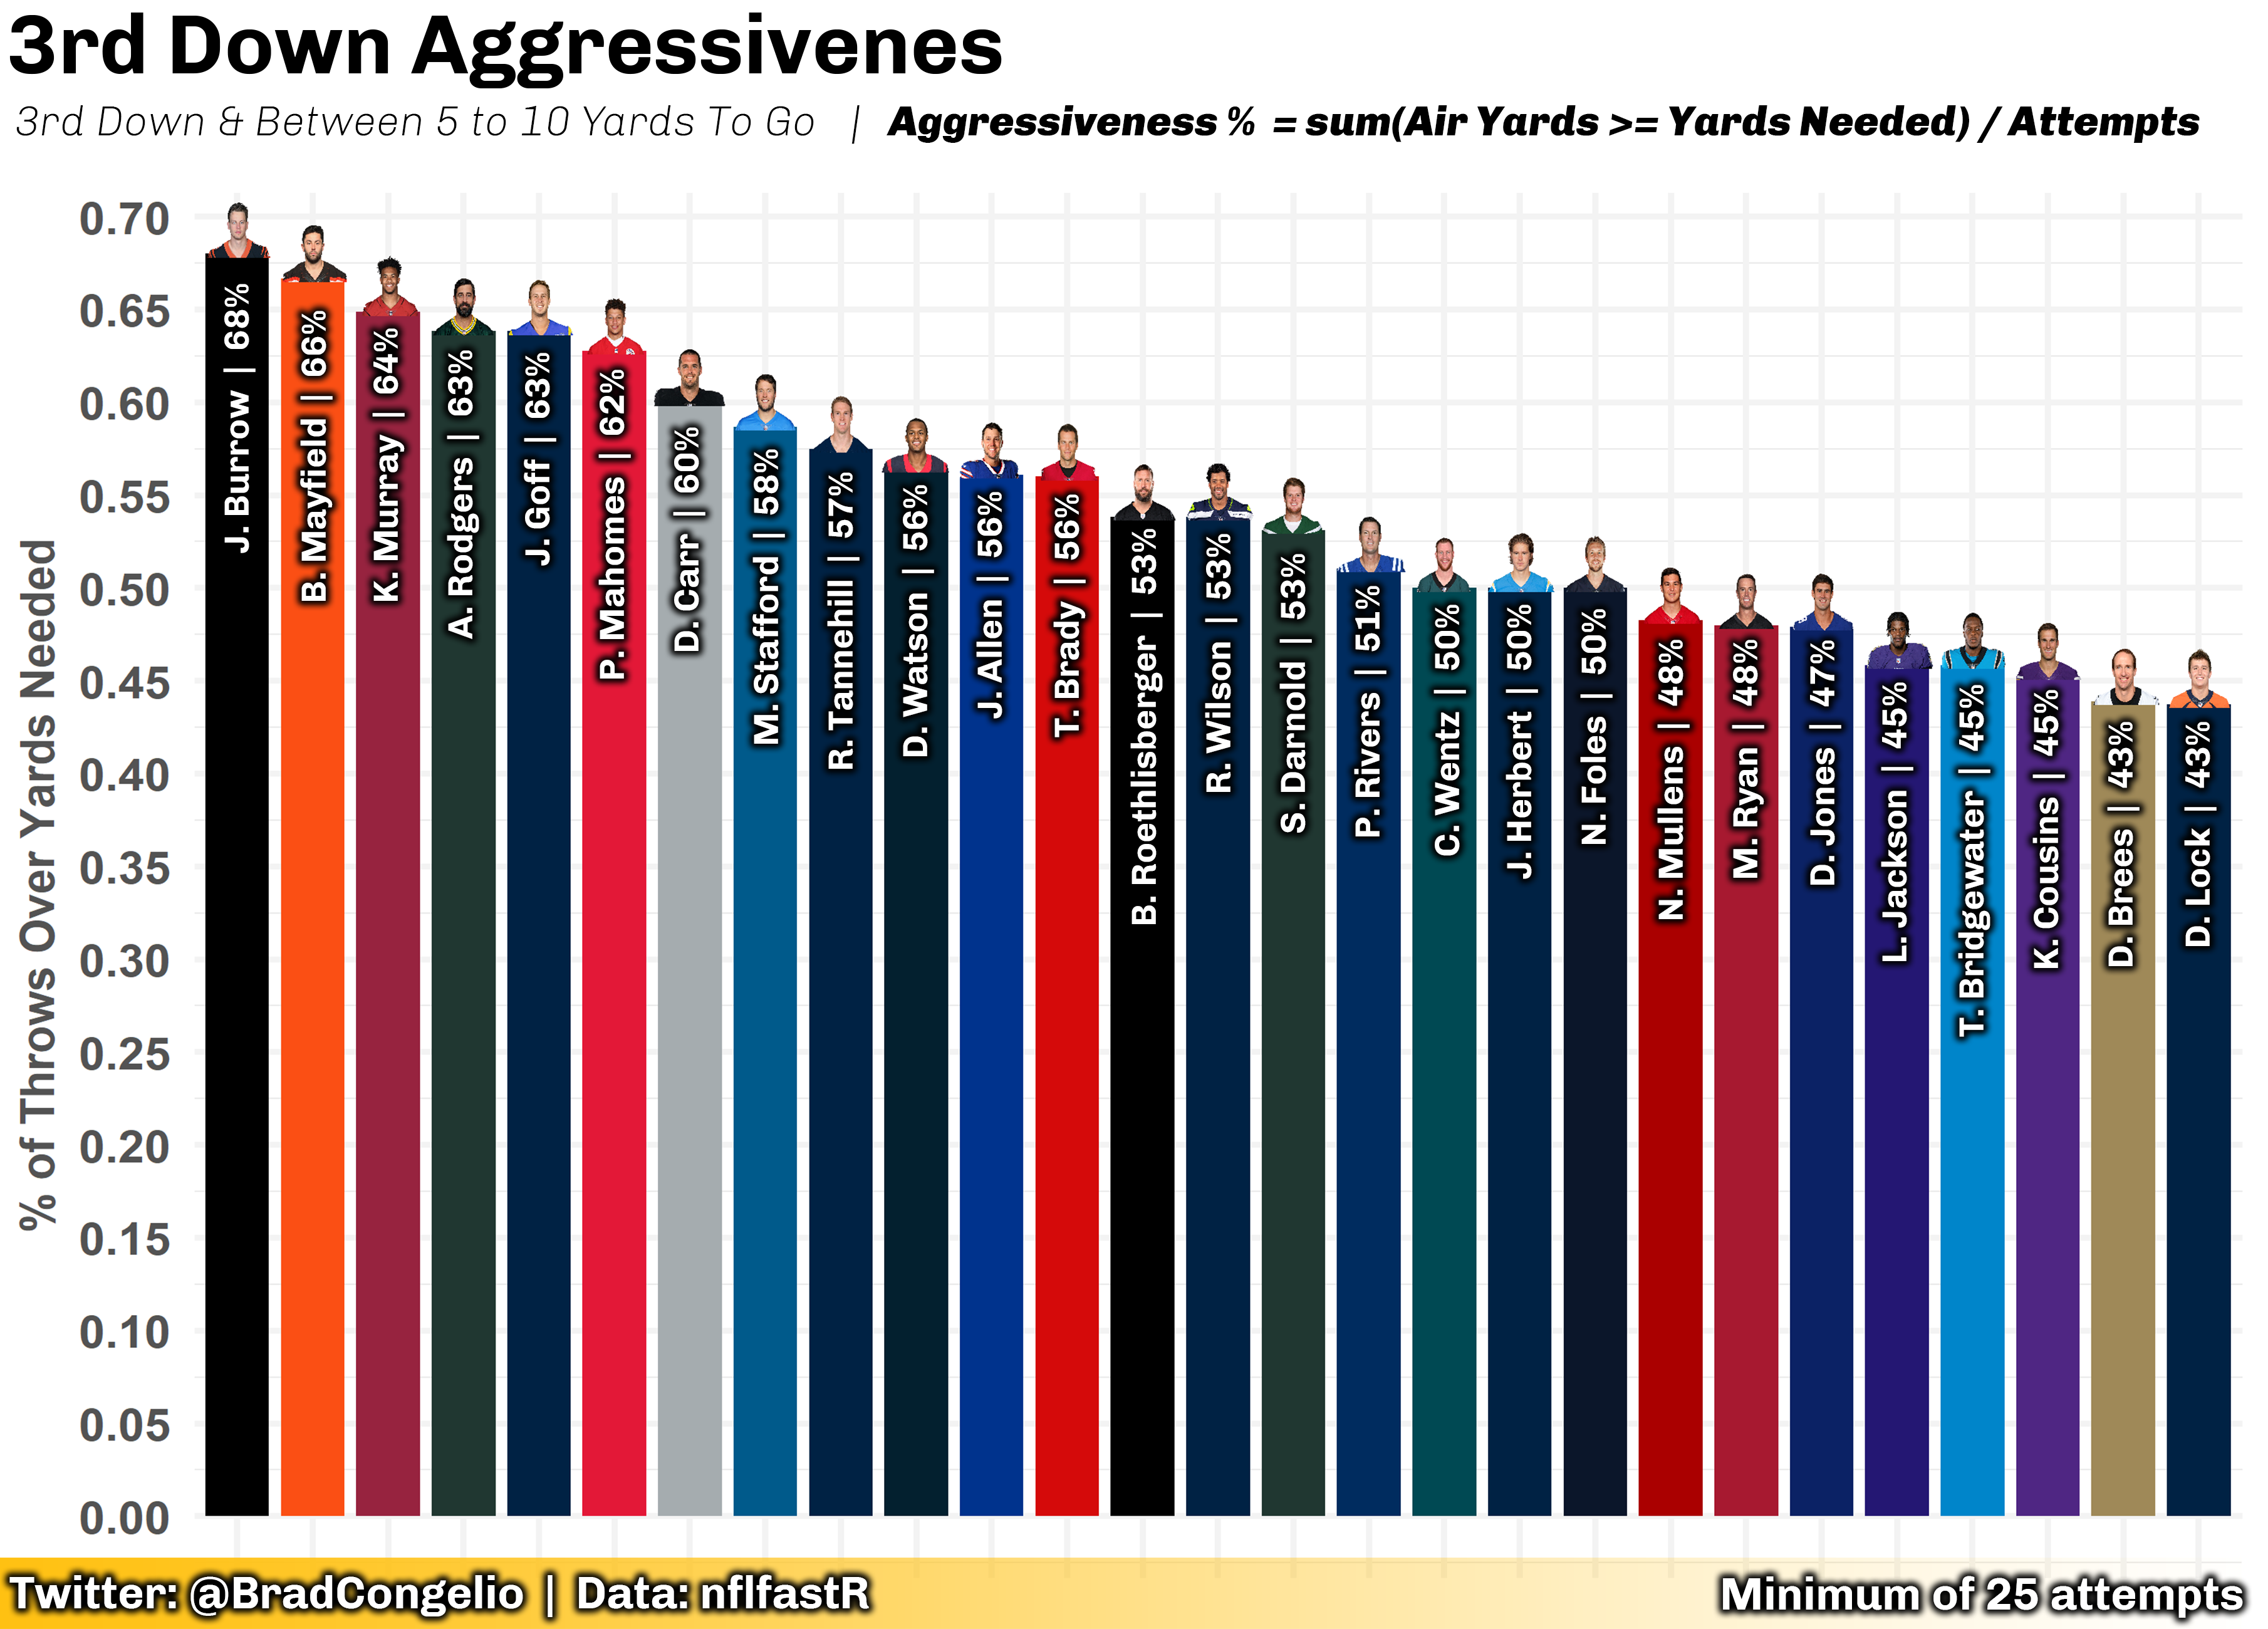 3rd Down Aggressivenes
3rd Down & Between 5 to 10 Yards To Go | Aggressiveness % = sum(Air Yards >= Yards Needed) / Attempts
% of Throws Over Yards Needed
0.70
0.65
0.60
0.55
0.50
0.45
0.40
0.35
0.30
0.25
0.20
0.15
0.10
0.05
0.00
J. Burrow | 68%
B. Mayfield | 66%
K. Murray | 64%
A. Rodgers | 63%
J. Goff | 63%
P. Mahomes | 62%
D. Carr | 60%
M. Stafford | 58%
R. Tannehill | 57%
D. Watson | 56%
J. Allen | 56%
T. Brady | 56%
B. Roethlisberger | 53%
R. Wilson | 53%
S. Darnold | 53%
P. Rivers | 51%
C. Wentz | 50%
J. Herbert | 50%
N. Foles | 50%
N. Mullens | 48%
M. Ryan | 48%
D. Jones | 47%
L. Jackson | 45%
T. Bridgewater | 45%
K. Cousins | 45%
D. Brees | 43%
D. Lock | 43%
Twitter: @BradCongelio | Data: nflfastR
Minimum of 25 attempts